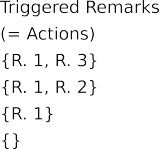 Triggered Remarks
(= Actions)
{R. 1, R. 3}
{R. 1, R. 2}
{R. 1}
{}